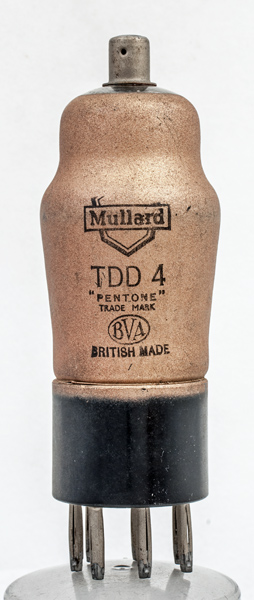 Mullard
TDD 4
"PENTONE"
TRADE MARK
BVA
BRITISH MADE